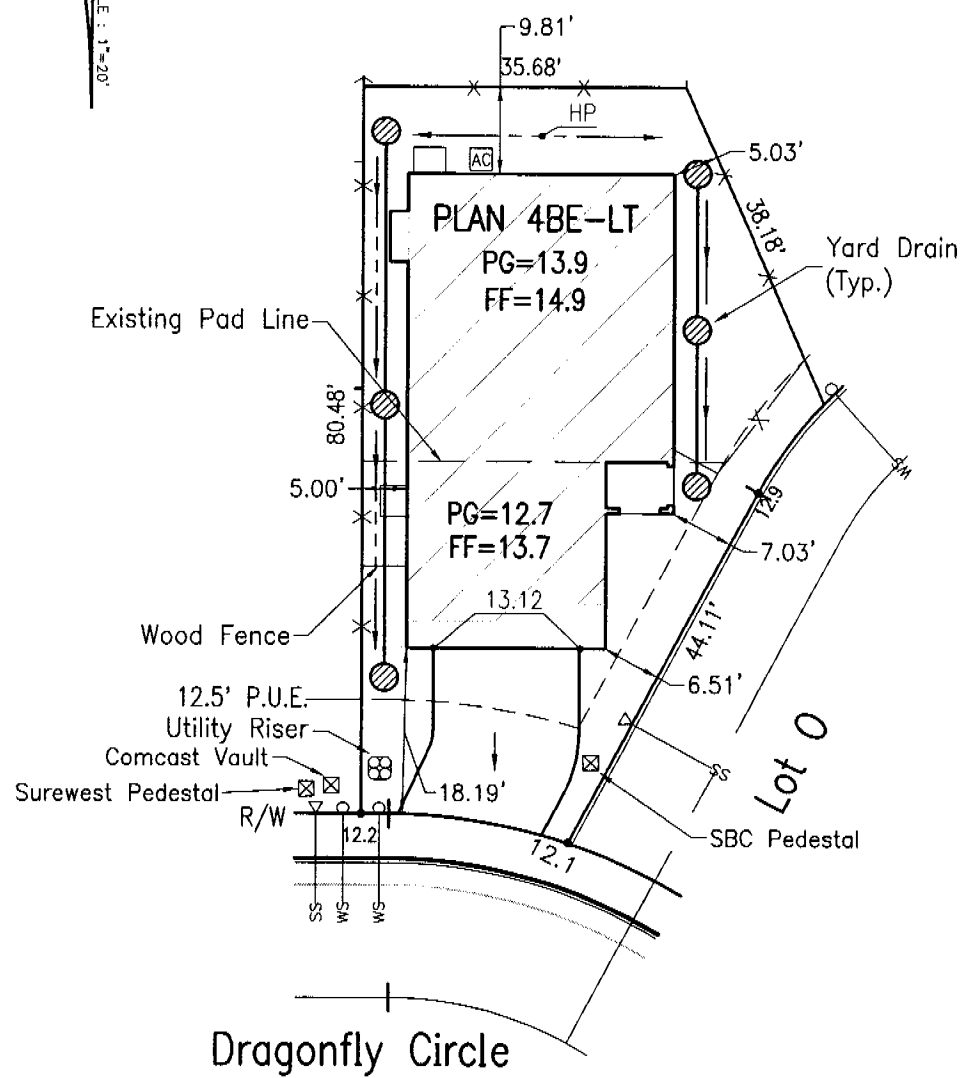 LE : 1"=20'
9.81'
35.68'
HP
AC
5.03'
PLAN 4BE-LT
PG=13.9
FF=14.9
38.18'
Yard Drain
(Typ.)
Existing Pad Line
80.48'
SW
5.00'
PG=12.7
FF=13.7
12.9
7.03'
13.12
Wood Fence
44.11'
6.51'
12.5' P.U.E.
Utility Riser
Comcast Vault
Surewest Pedestal
SS
Lot O
18.19'
R/W
12.2
12.1
SBC Pedestal
SS
WS
WS
Dragonfly Circle